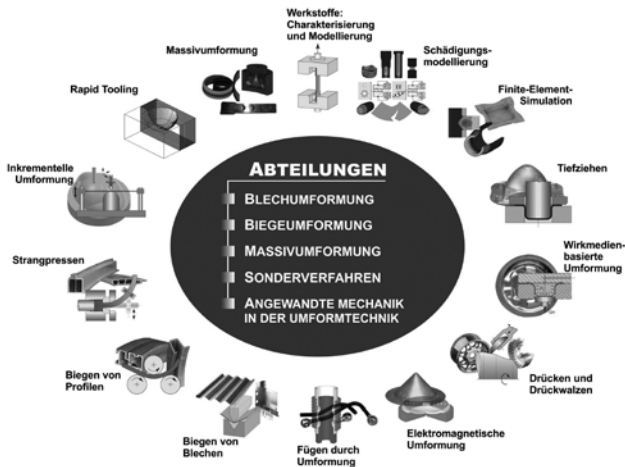 Werkstoffe:
Charakterisierung
und Modellierung
Massivumformung
Schädigungs-
modellierung
Rapid Tooling
Finite-Element-
Simulation
Inkrementelle
Umformung
Tiefziehen
ABTEILUNGEN
BLECHUMFORMUNG
BIEGEUMFORMUNG
MASSIVUMFORMUNG
SONDERVERFAHREN
ANGEWANDTE MECHANIK
IN DER UMFORMTECHNIK
Strangpressen
Wirkmedien-
basierte
Umformung
Biegen von
Profilen
Drücken und
Drückwalzen
Biegen von
Blechen
Fügen durch
Umformung
Elektromagnetische
Umformung